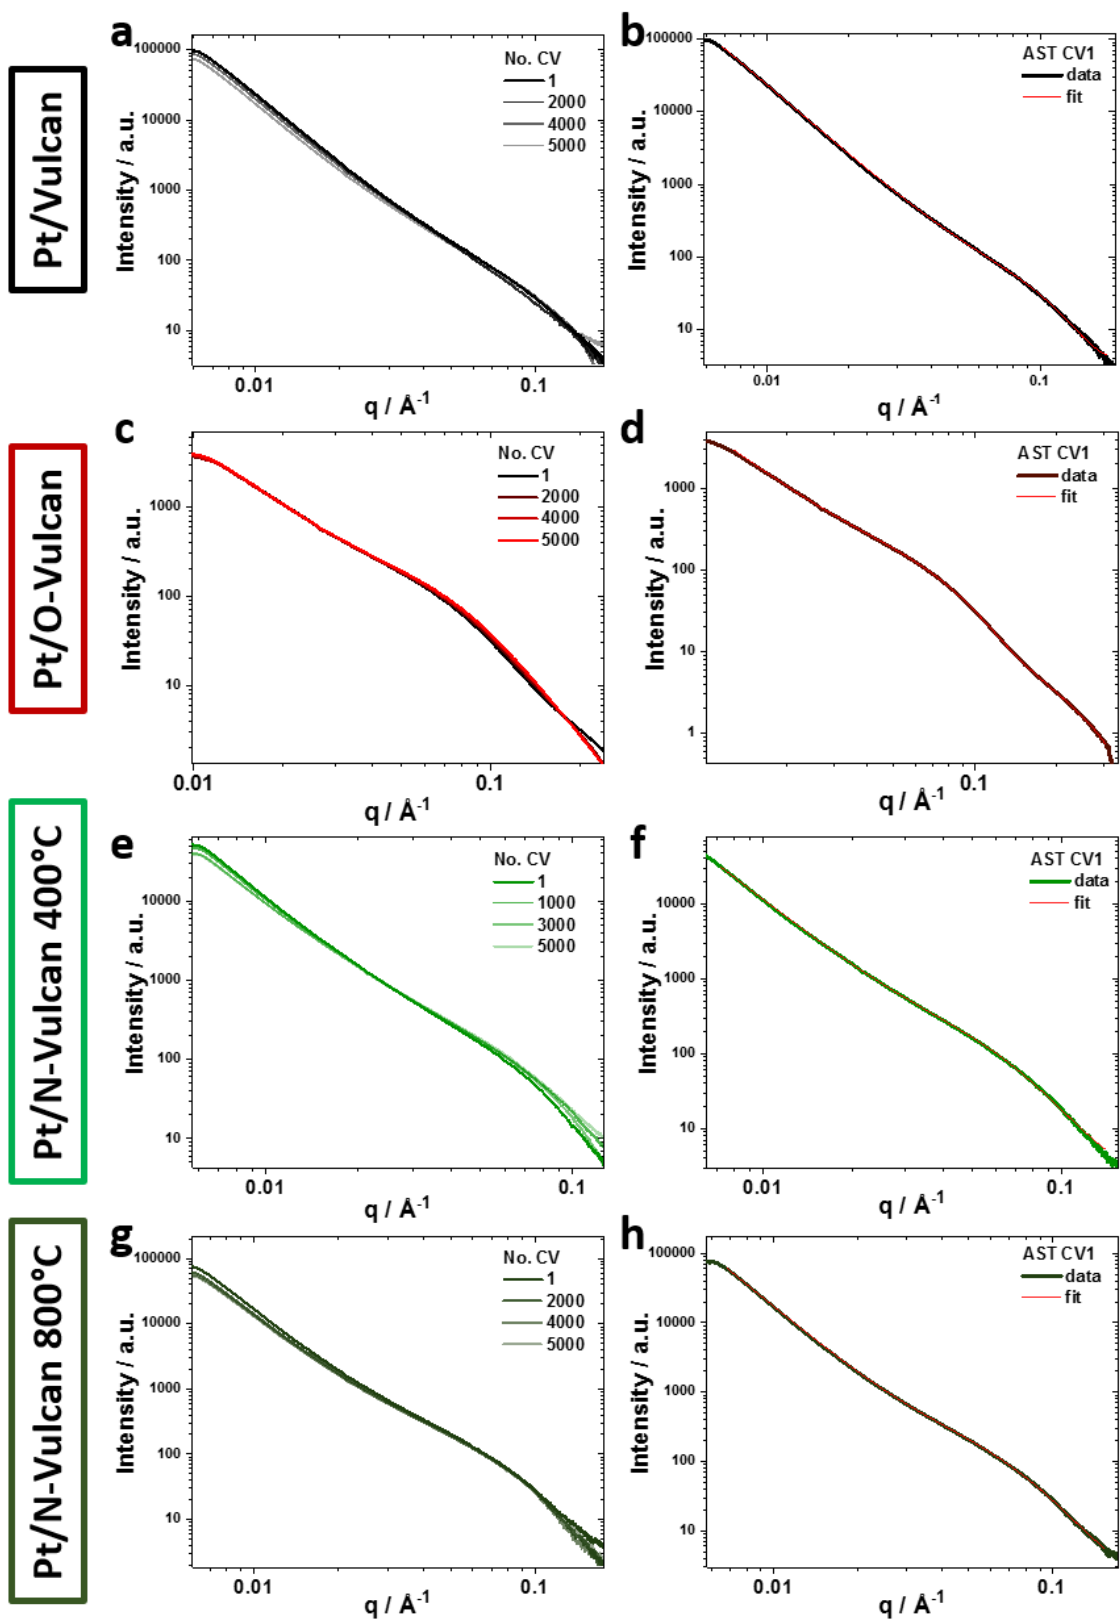 Pt/Vulcan
a
100000
10000
1000
100
10
Intensity / a.u.
No. CV
1
2000
4000
5000
0.01
0.1
q / Å-1
b
100000
10000
1000
100
10
Intensity / a.u.
AST CV1
data
fit
0.01
0.1
q / Å-1
Pt/O-Vulcan
c
1000
100
10
Intensity / a.u.
No. CV
1
2000
4000
5000
0.01
0.1
q / Å-1
d
1000
100
10
1
Intensity / a.u.
AST CV1
data
fit
0.1
q / Å-1
Pt/N-Vulcan 400°C
e
10000
1000
100
10
Intensity / a.u.
No. CV
1
1000
3000
5000
0.01
0.1
q / Å-1
f
10000
1000
100
10
Intensity / a.u.
AST CV1
data
fit
0.01
0.1
q / Å-1
Pt/N-Vulcan 800°C
g
100000
10000
1000
100
10
Intensity / a.u.
No. CV
1
2000
4000
5000
0.01
0.1
q / Å-1
h
100000
10000
1000
100
10
Intensity / a.u.
AST CV1
data
fit
0.01
0.1
q / Å-1